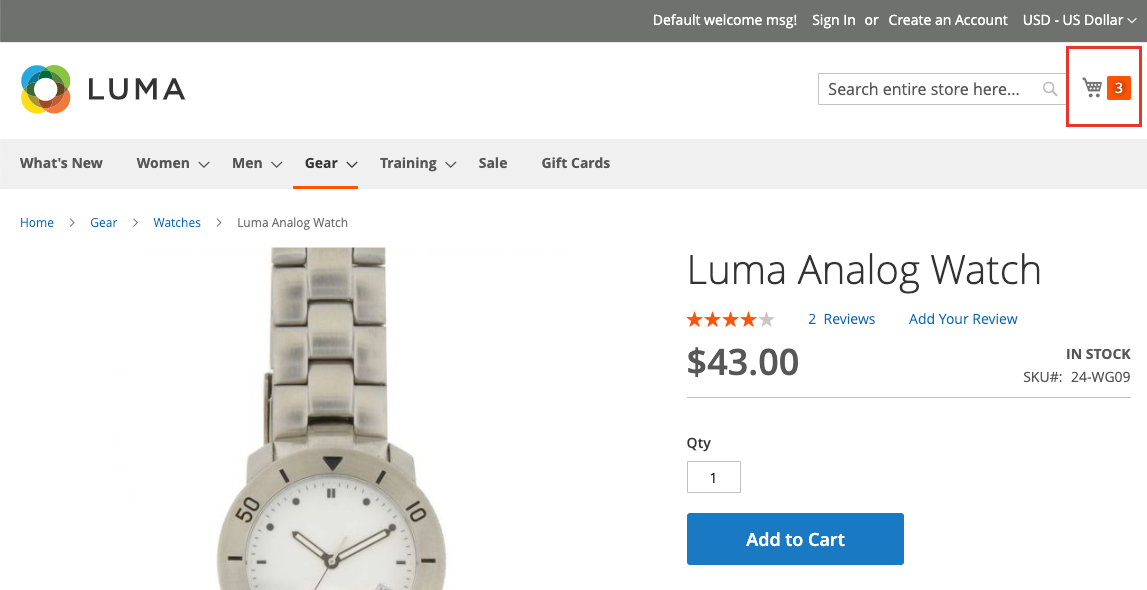 Default welcome msg! Sign In or Create an Account USD - US Dollar
LUMA
Search entire store here...
3
What's New Women Men Gear Training Sale Gift Cards
Home Gear Watches Luma Analog Watch
Luma Analog Watch
2 Reviews Add Your Review
$43.00
IN STOCK
SKU#: 24-WG09
Qty
1
Add to Cart
50
10